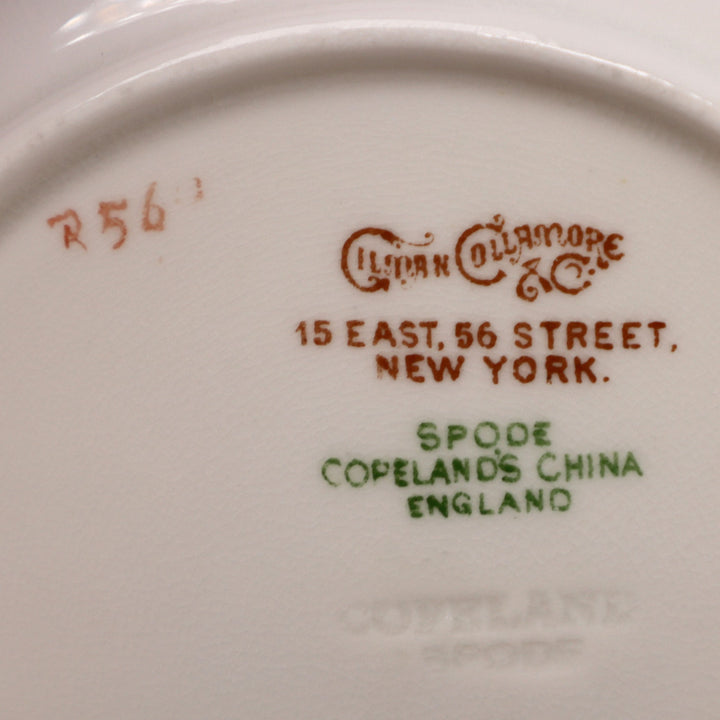 R56
GILMAN COLLAMORE
& Co.
15 EAST, 56 STREET,
NEW YORK.
SPODE
COPELAND'S CHINA
ENGLAND
COPELAND
SPODE